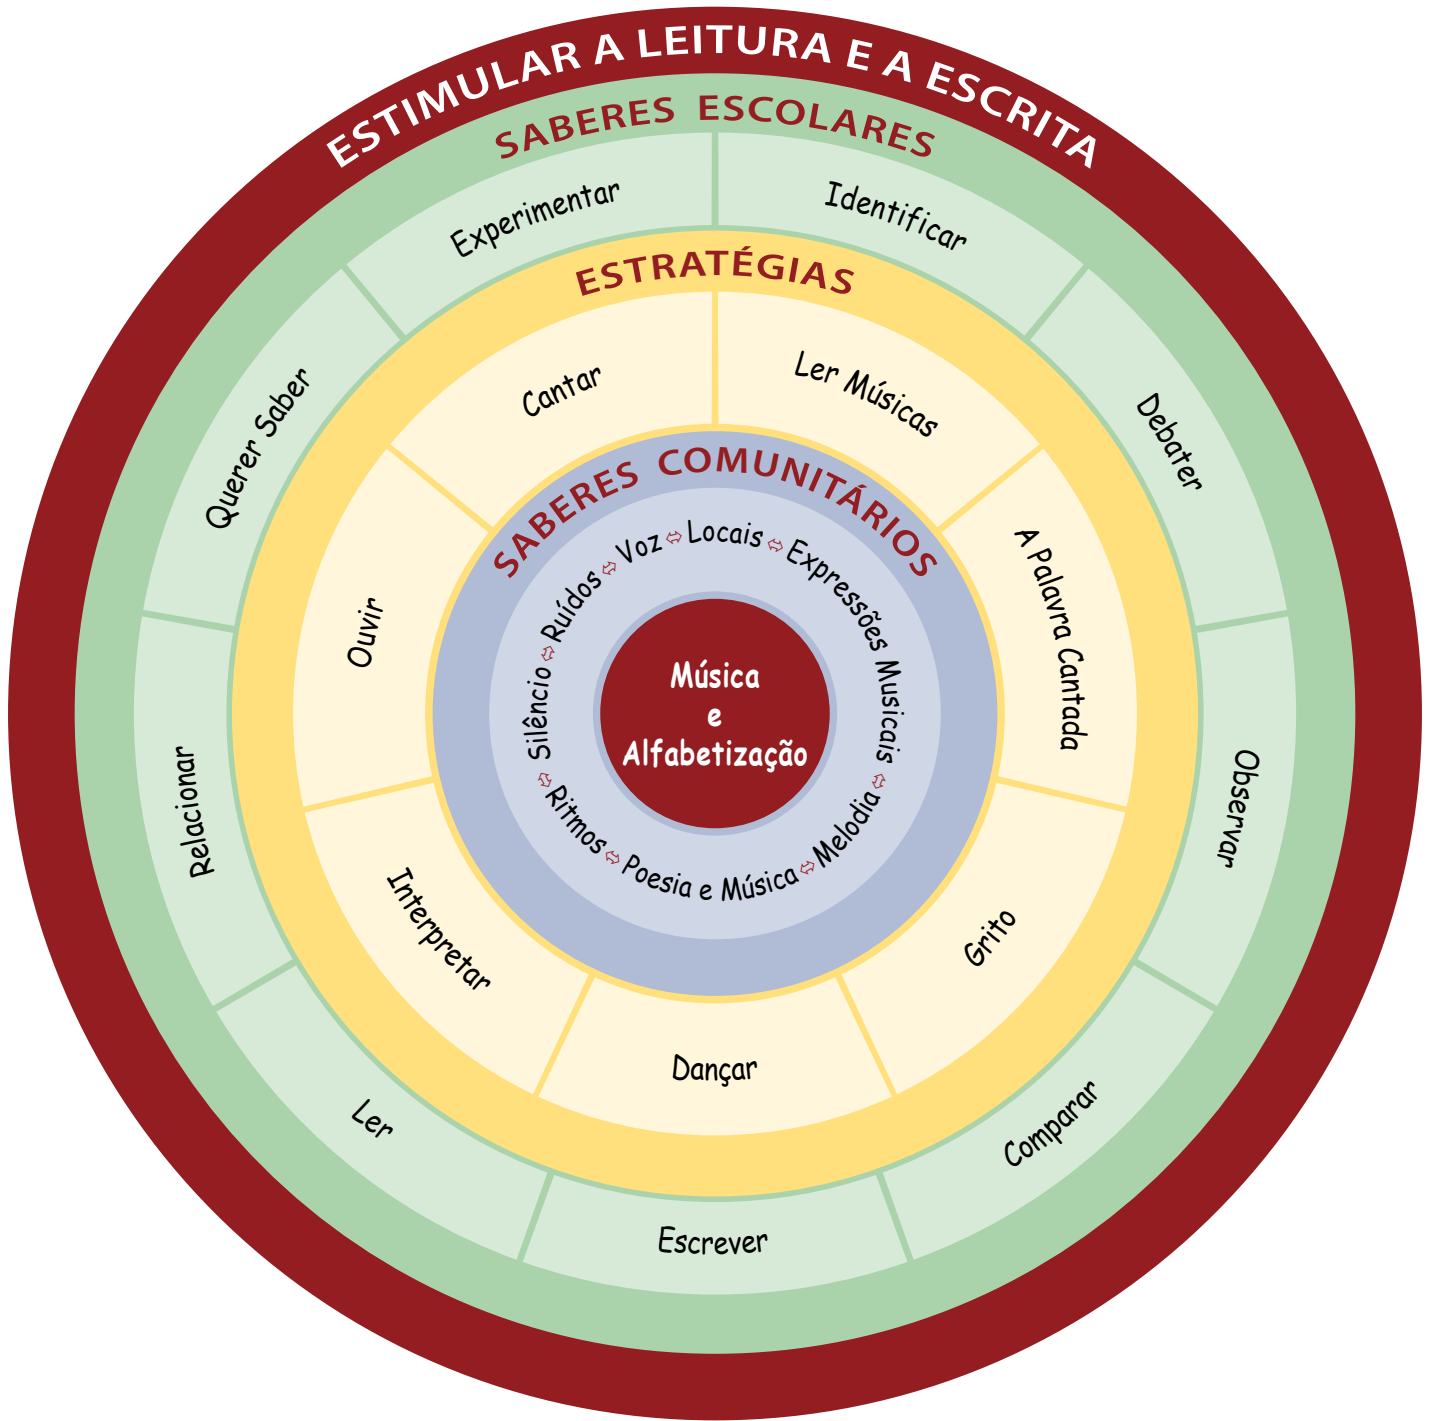 ESTIMULAR A LEITURA E A ESCRITA
SABERES ESCOLARES
Identificar
Debater
Observar
Comparar
Escrever
Ler
Relacionar
Querer Saber
Experimentar
ESTRATÉGIAS
Ler Músicas
A Palavra Cantada
Grito
Dançar
Interpretar
Ouvir
Cantar
SABERES COMUNITÁRIOS
Silêncio ⇔ Ruídos ⇔ Voz ⇔ Locais ⇔ Expressões Musicais ⇔ Melodia ⇔ Poesia e Música ⇔ Ritmos ⇔
Música
e
Alfabetização